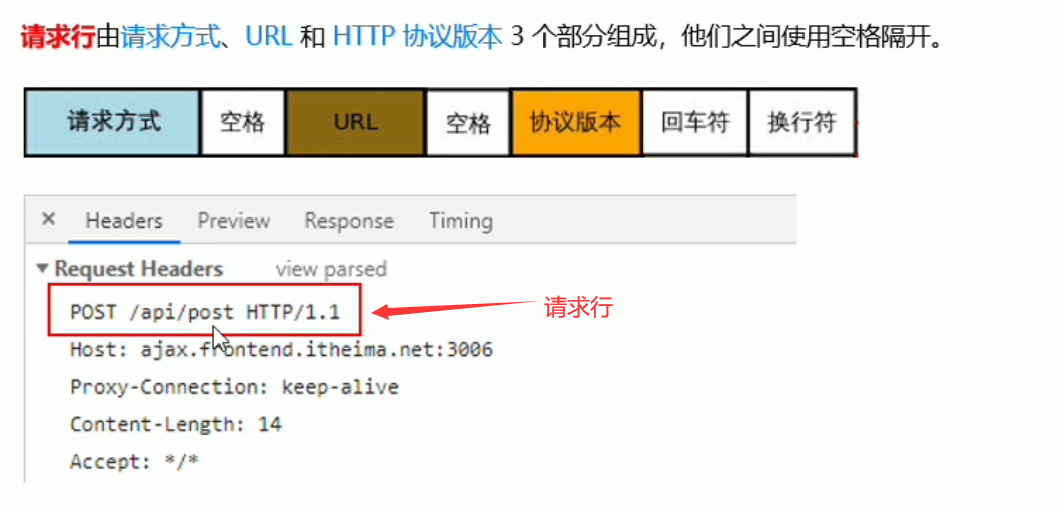 请求行由请求方式、URL 和 HTTP 协议版本 3 个部分组成，他们之间使用空格隔开。
请求方式 空格 URL 空格 协议版本 回车符 换行符
× Headers Preview Response Timing
▼ Request Headers view parsed
POST /api/post HTTP/1.1 请求行
Host: ajax.frontend.itheima.net:3006
Proxy-Connection: keep-alive
Content-Length: 14
Accept: */*